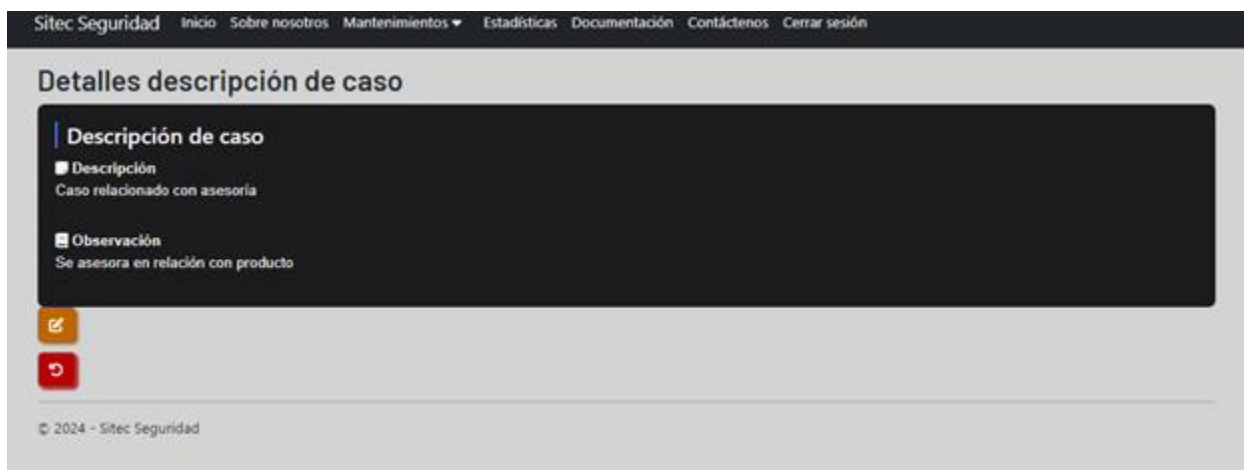 Sitec Seguridad Inicio Sobre nosotros Mantenimientos Estadísticas Documentación Contáctenos Cerrar sesión
Detalles descripción de caso
Descripción de caso
Descripción
Caso relacionado con asesoría
Observación
Se asesora en relación con producto
© 2024 - Sitec Seguridad